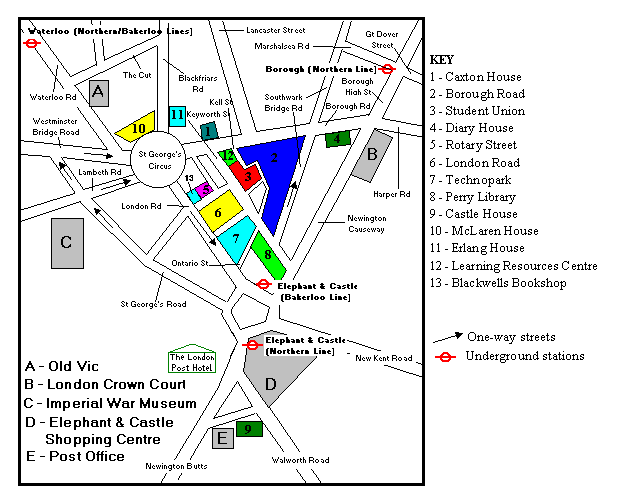 Waterloo (Northern/Bakerloo Lines)
Lancaster Street
Gt Dover
Street
Marshalsea Rd
The Cut
Borough (Northern Line)
Blackfriars
Rd
Borough
High St
A
Waterloo Rd
Kell St
Keyworth St
Southwark
Bridge Rd
Borough Rd
11
Westminster
Bridge Road
10
1
4
St George's
Circus
2
B
12
Lambeth Rd
13
3
5
Harper Rd
London Rd
6
Newington
Causeway
C
7
8
Ontario St
Elephant & Castle
(Bakerloo Line)
St George's Road
Elephant & Castle
(Northern Line)
The London
Post Hotel
New Kent Road
D
9
E
Newington Butts
Walworth Road
A - Old Vic
B - London Crown Court
C - Imperial War Museum
D - Elephant & Castle
Shopping Centre
E - Post Office
KEY
1 - Caxton House
2 - Borough Road
3 - Student Union
4 - Diary House
5 - Rotary Street
6 - London Road
7 - Technopark
8 - Perry Library
9 - Castle House
10 - McLaren House
11 - Erlang House
12 - Learning Resources Centre
13 - Blackwells Bookshop
One-way streets
Underground stations